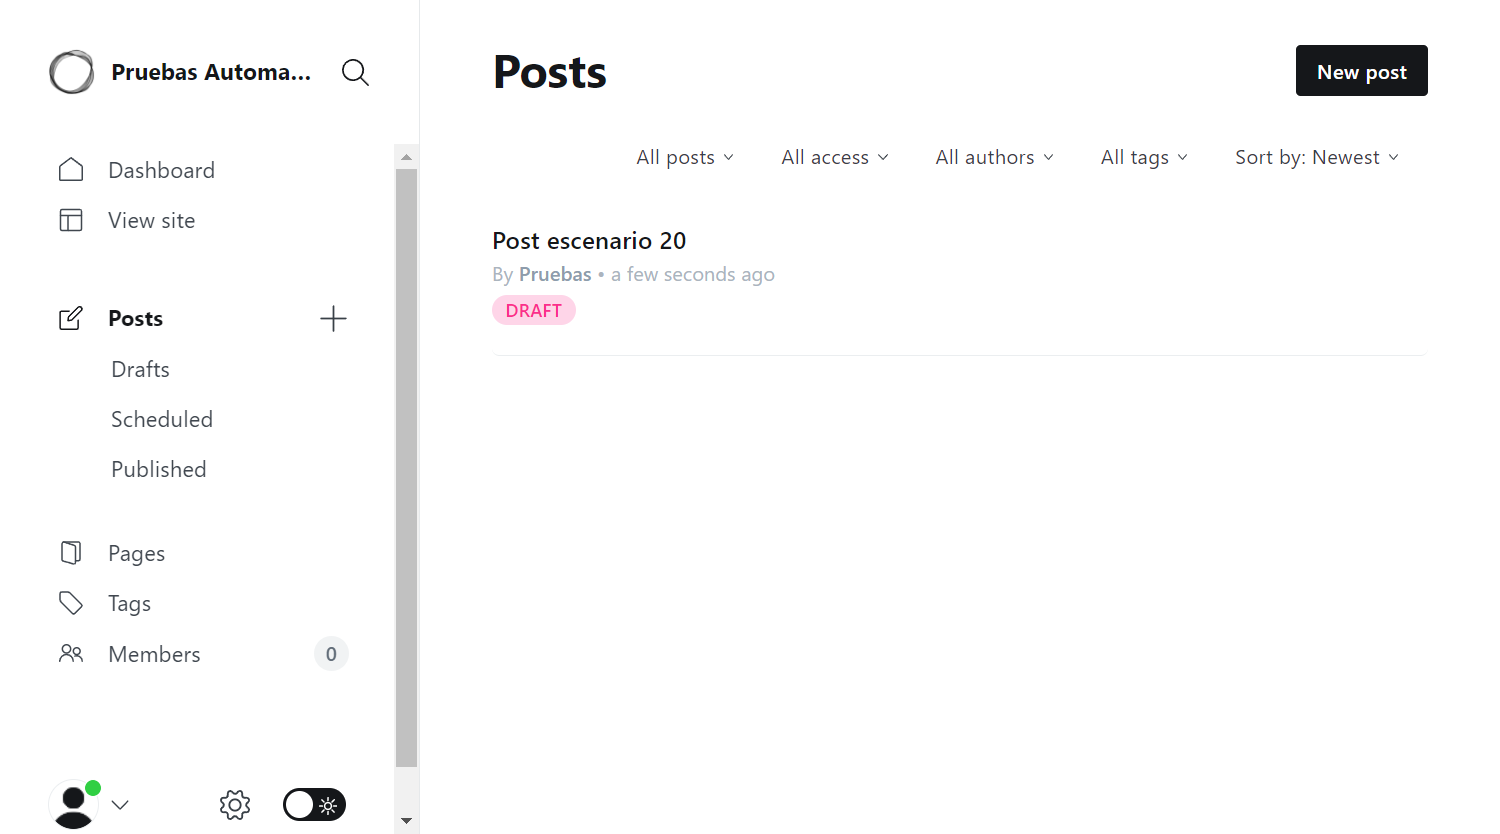 Pruebas Automa...
Dashboard
View site
Posts
Drafts
Scheduled
Published
Pages
Tags
Members 0
Posts
New post
All posts All access All authors All tags Sort by: Newest
Post escenario 20
By Pruebas • a few seconds ago
DRAFT